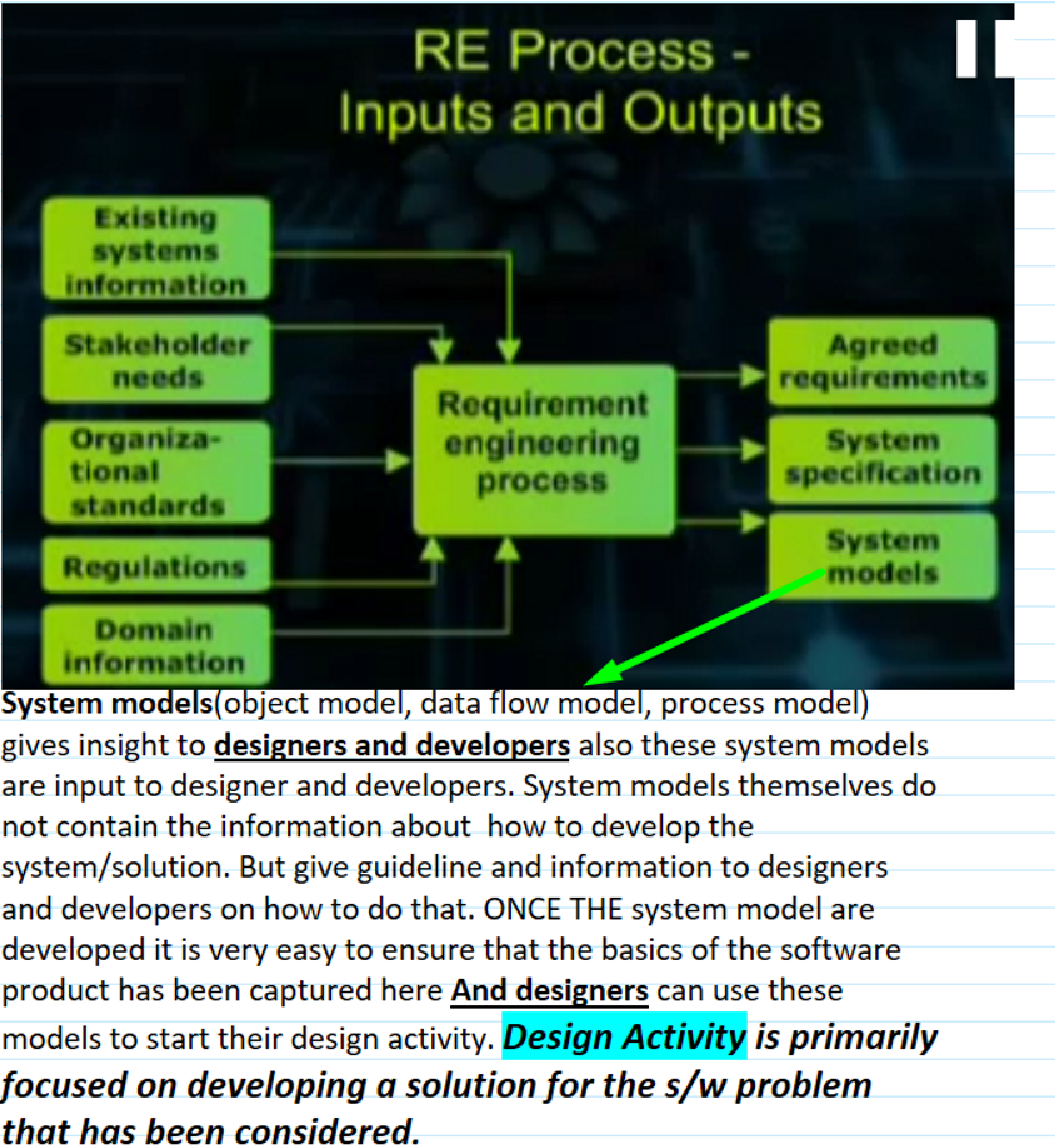 RE Process -
Inputs and Outputs
Existing
systems
information
Stakeholder
needs
Organiza-
tional
standards
Regulations
Domain
information
Requirement
engineering
process
Agreed
requirements
System
specification
System
models
System models(object model, data flow model, process model)
gives insight to designers and developers also these system models
are input to designer and developers. System models themselves do
not contain the information about  how to develop the
system/solution. But give guideline and information to designers
and developers on how to do that. ONCE THE system model are
developed it is very easy to ensure that the basics of the software
product has been captured here And designers can use these
models to start their design activity. Design Activity is primarily
focused on developing a solution for the s/w problem
that has been considered.